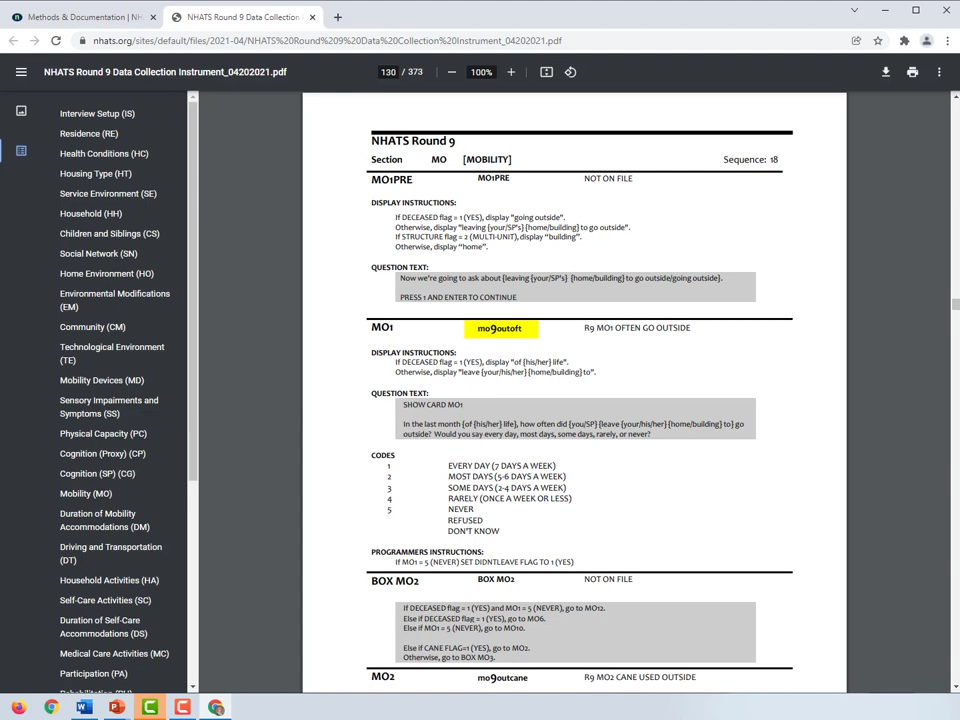 Methods & Documentation | NH
NHATS Round 9 Data Collection
nhats.org/sites/default/files/2021-04/NHATS%20Round%209%20Data%20Collection%20Instrument_04202021.pdf
NHATS Round 9 Data Collection Instrument_04202021.pdf
130 / 373
100%
Interview Setup (IS)
Residence (RE)
Health Conditions (HC)
Housing Type (HT)
Service Environment (SE)
Household (HH)
Children and Siblings (CS)
Social Network (SN)
Home Environment (HO)
Environmental Modifications
(EM)
Community (CM)
Technological Environment
(TE)
Mobility Devices (MD)
Sensory Impairments and
Symptoms (SS)
Physical Capacity (PC)
Cognition (Proxy) (CP)
Cognition (SP) (CG)
Mobility (MO)
Duration of Mobility
Accommodations (DM)
Driving and Transportation
(DT)
Household Activities (HA)
Self-Care Activities (SC)
Duration of Self-Care
Accommodations (DS)
Medical Care Activities (MC)
Participation (PA)
NHATS Round 9
Section MO [MOBILITY] Sequence: 18
MO1PRE MO1PRE NOT ON FILE
DISPLAY INSTRUCTIONS:
If DECEASED flag = 1 (YES), display "going outside".
Otherwise, display "leaving {your/SP's} {home/building} to go outside".
If STRUCTURE flag = 2 (MULTI-UNIT), display "building".
Otherwise, display "home".
QUESTION TEXT:
Now we're going to ask about {leaving {your/SP's} {home/building} to go outside/going outside}.
PRESS 1 AND ENTER TO CONTINUE
MO1 mo9outoft R9 MO1 OFTEN GO OUTSIDE
DISPLAY INSTRUCTIONS:
If DECEASED flag = 1 (YES), display "of {his/her} life".
Otherwise, display "leave {your/his/her} {home/building} to".
QUESTION TEXT:
SHOW CARD MO1
In the last month {of {his/her} life}, how often did {you/SP} {leave {your/his/her} {home/building} to} go
outside? Would you say every day, most days, some days, rarely, or never?
CODES
1 EVERY DAY (7 DAYS A WEEK)
2 MOST DAYS (5-6 DAYS A WEEK)
3 SOME DAYS (2-4 DAYS A WEEK)
4 RARELY (ONCE A WEEK OR LESS)
5 NEVER
REFUSED
DON'T KNOW
PROGRAMMERS INSTRUCTIONS:
If MO1 = 5 (NEVER) SET DIDNTLEAVE FLAG TO 1 (YES)
BOX MO2 BOX MO2 NOT ON FILE
If DECEASED flag = 1 (YES) and MO1 = 5 (NEVER), go to MO12.
Else if DECEASED flag = 1 (YES), go to MO6.
Else if MO1 = 5 (NEVER), go to MO10.
Else if CANE FLAG=1 (YES), go to MO2.
Otherwise, go to BOX MO3.
MO2 mo9outcane R9 MO2 CANE USED OUTSIDE